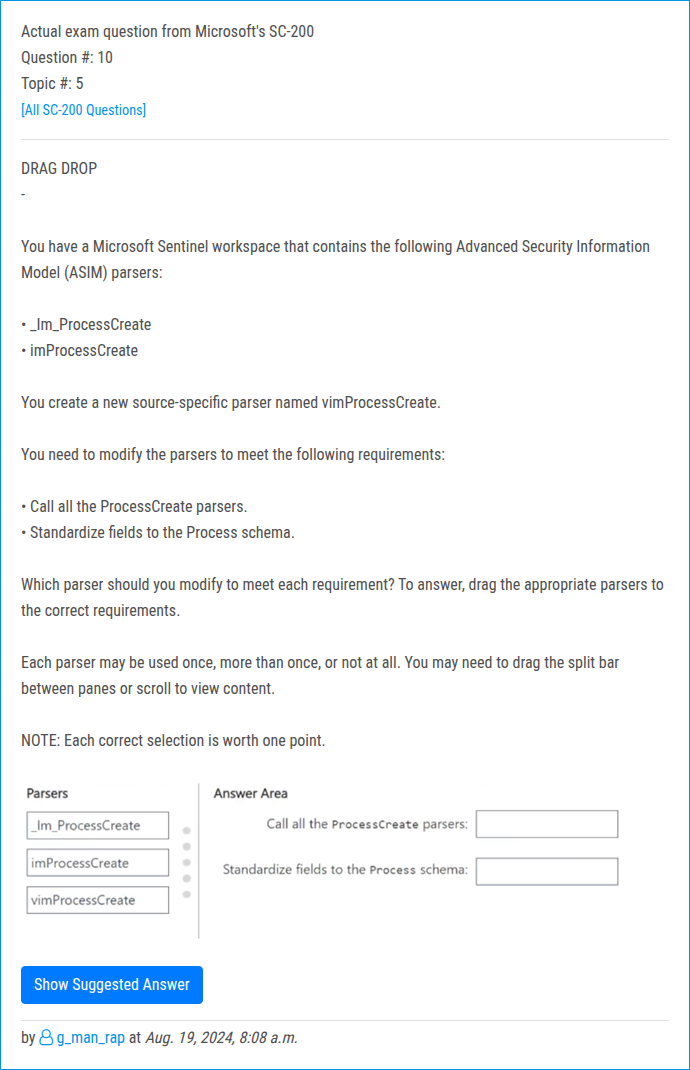 Actual exam question from Microsoft's SC-200
Question #: 10
Topic #: 5
[All SC-200 Questions]
DRAG DROP
-
You have a Microsoft Sentinel workspace that contains the following Advanced Security Information
Model (ASIM) parsers:
• _Im_ProcessCreate
• imProcessCreate
You create a new source-specific parser named vimProcessCreate.
You need to modify the parsers to meet the following requirements:
• Call all the ProcessCreate parsers.
• Standardize fields to the Process schema.
Which parser should you modify to meet each requirement? To answer, drag the appropriate parsers to
the correct requirements.
Each parser may be used once, more than once, or not at all. You may need to drag the split bar
between panes or scroll to view content.
NOTE: Each correct selection is worth one point.
Parsers
_Im_ProcessCreate
imProcessCreate
vimProcessCreate
Answer Area
Call all the ProcessCreate parsers:
Standardize fields to the Process schema:
Show Suggested Answer
by g_man_rap at Aug. 19, 2024, 8:08 a.m.